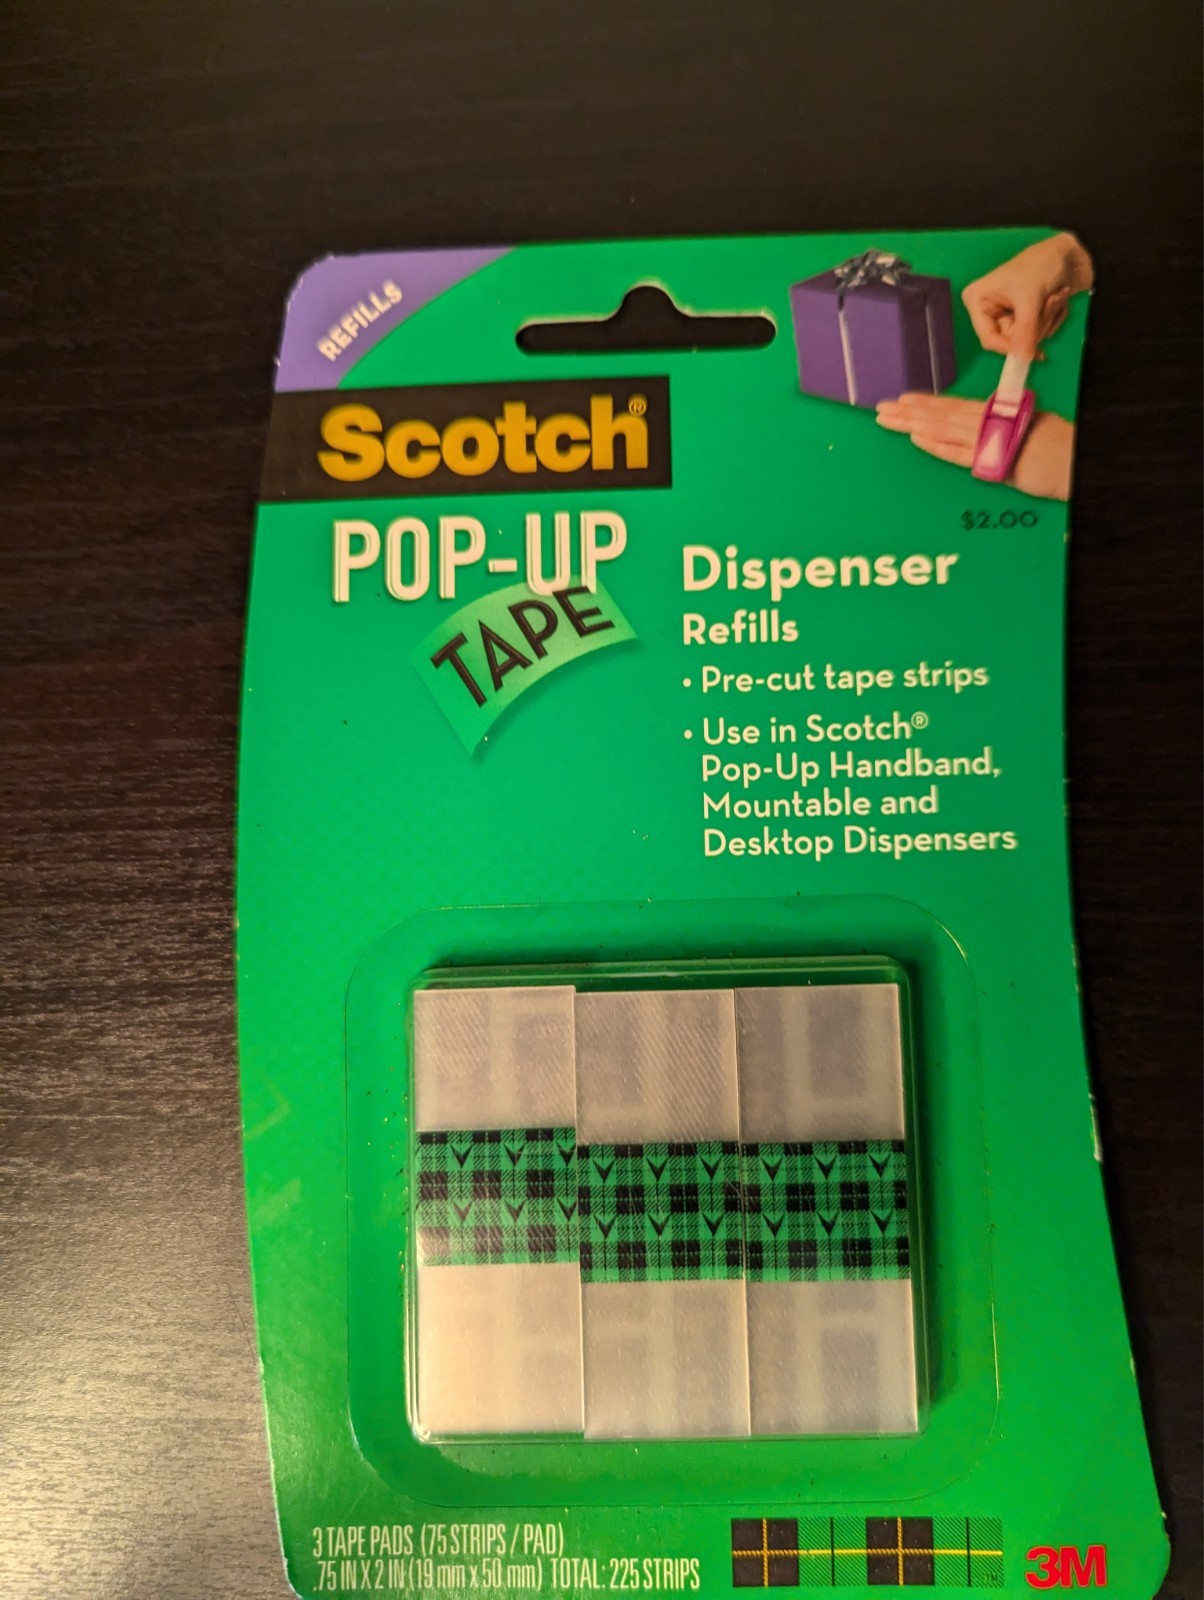 REFILLS
Scotch®
POP-UP
TAPE
$2.00
Dispenser
Refills
• Pre-cut tape strips
• Use in Scotch®
Pop-Up Handband,
Mountable and
Desktop Dispensers
3 TAPE PADS (75 STRIPS / PAD)
.75 IN X 2 IN (19 mm x 50 mm) TOTAL: 225 STRIPS
TM
3M